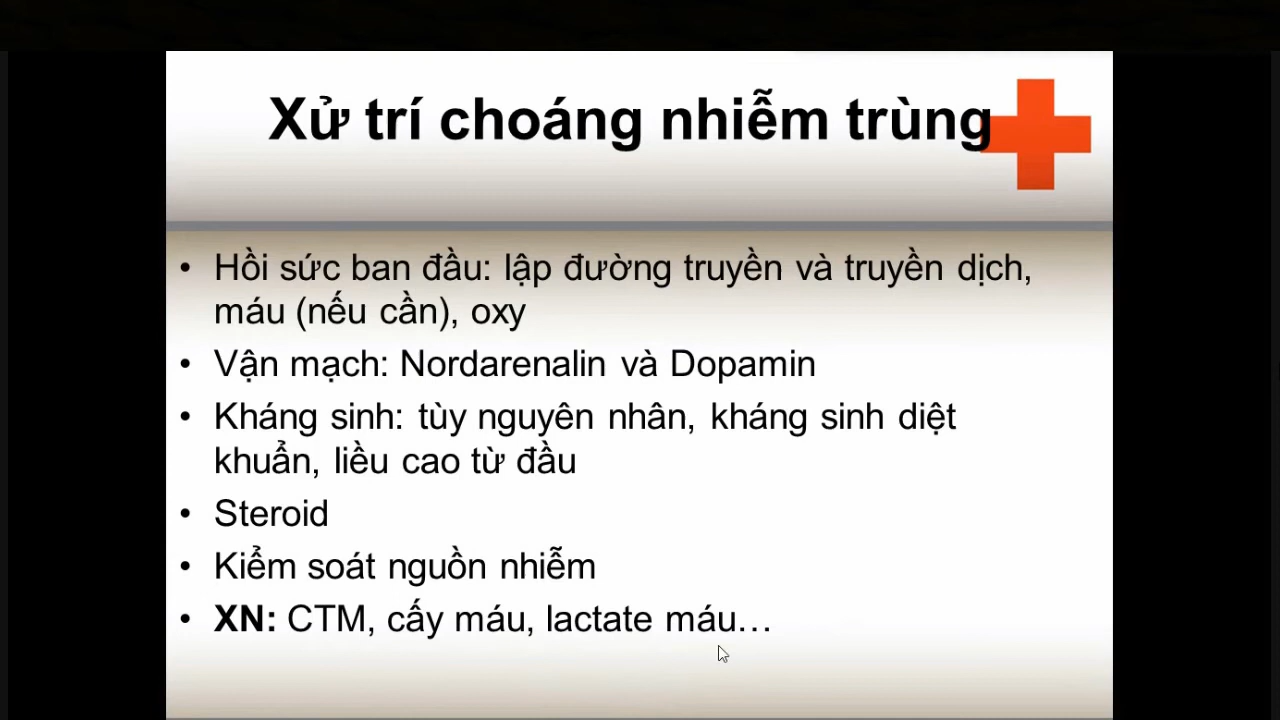 Xử trí choáng nhiễm trùng
• Hồi sức ban đầu: lập đường truyền và truyền dịch,
máu (nếu cần), oxy
• Vận mạch: Nordarenalin và Dopamin
• Kháng sinh: tùy nguyên nhân, kháng sinh diệt
khuẩn, liều cao từ đầu
• Steroid
• Kiểm soát nguồn nhiễm
• XN: CTM, cấy máu, lactate máu…